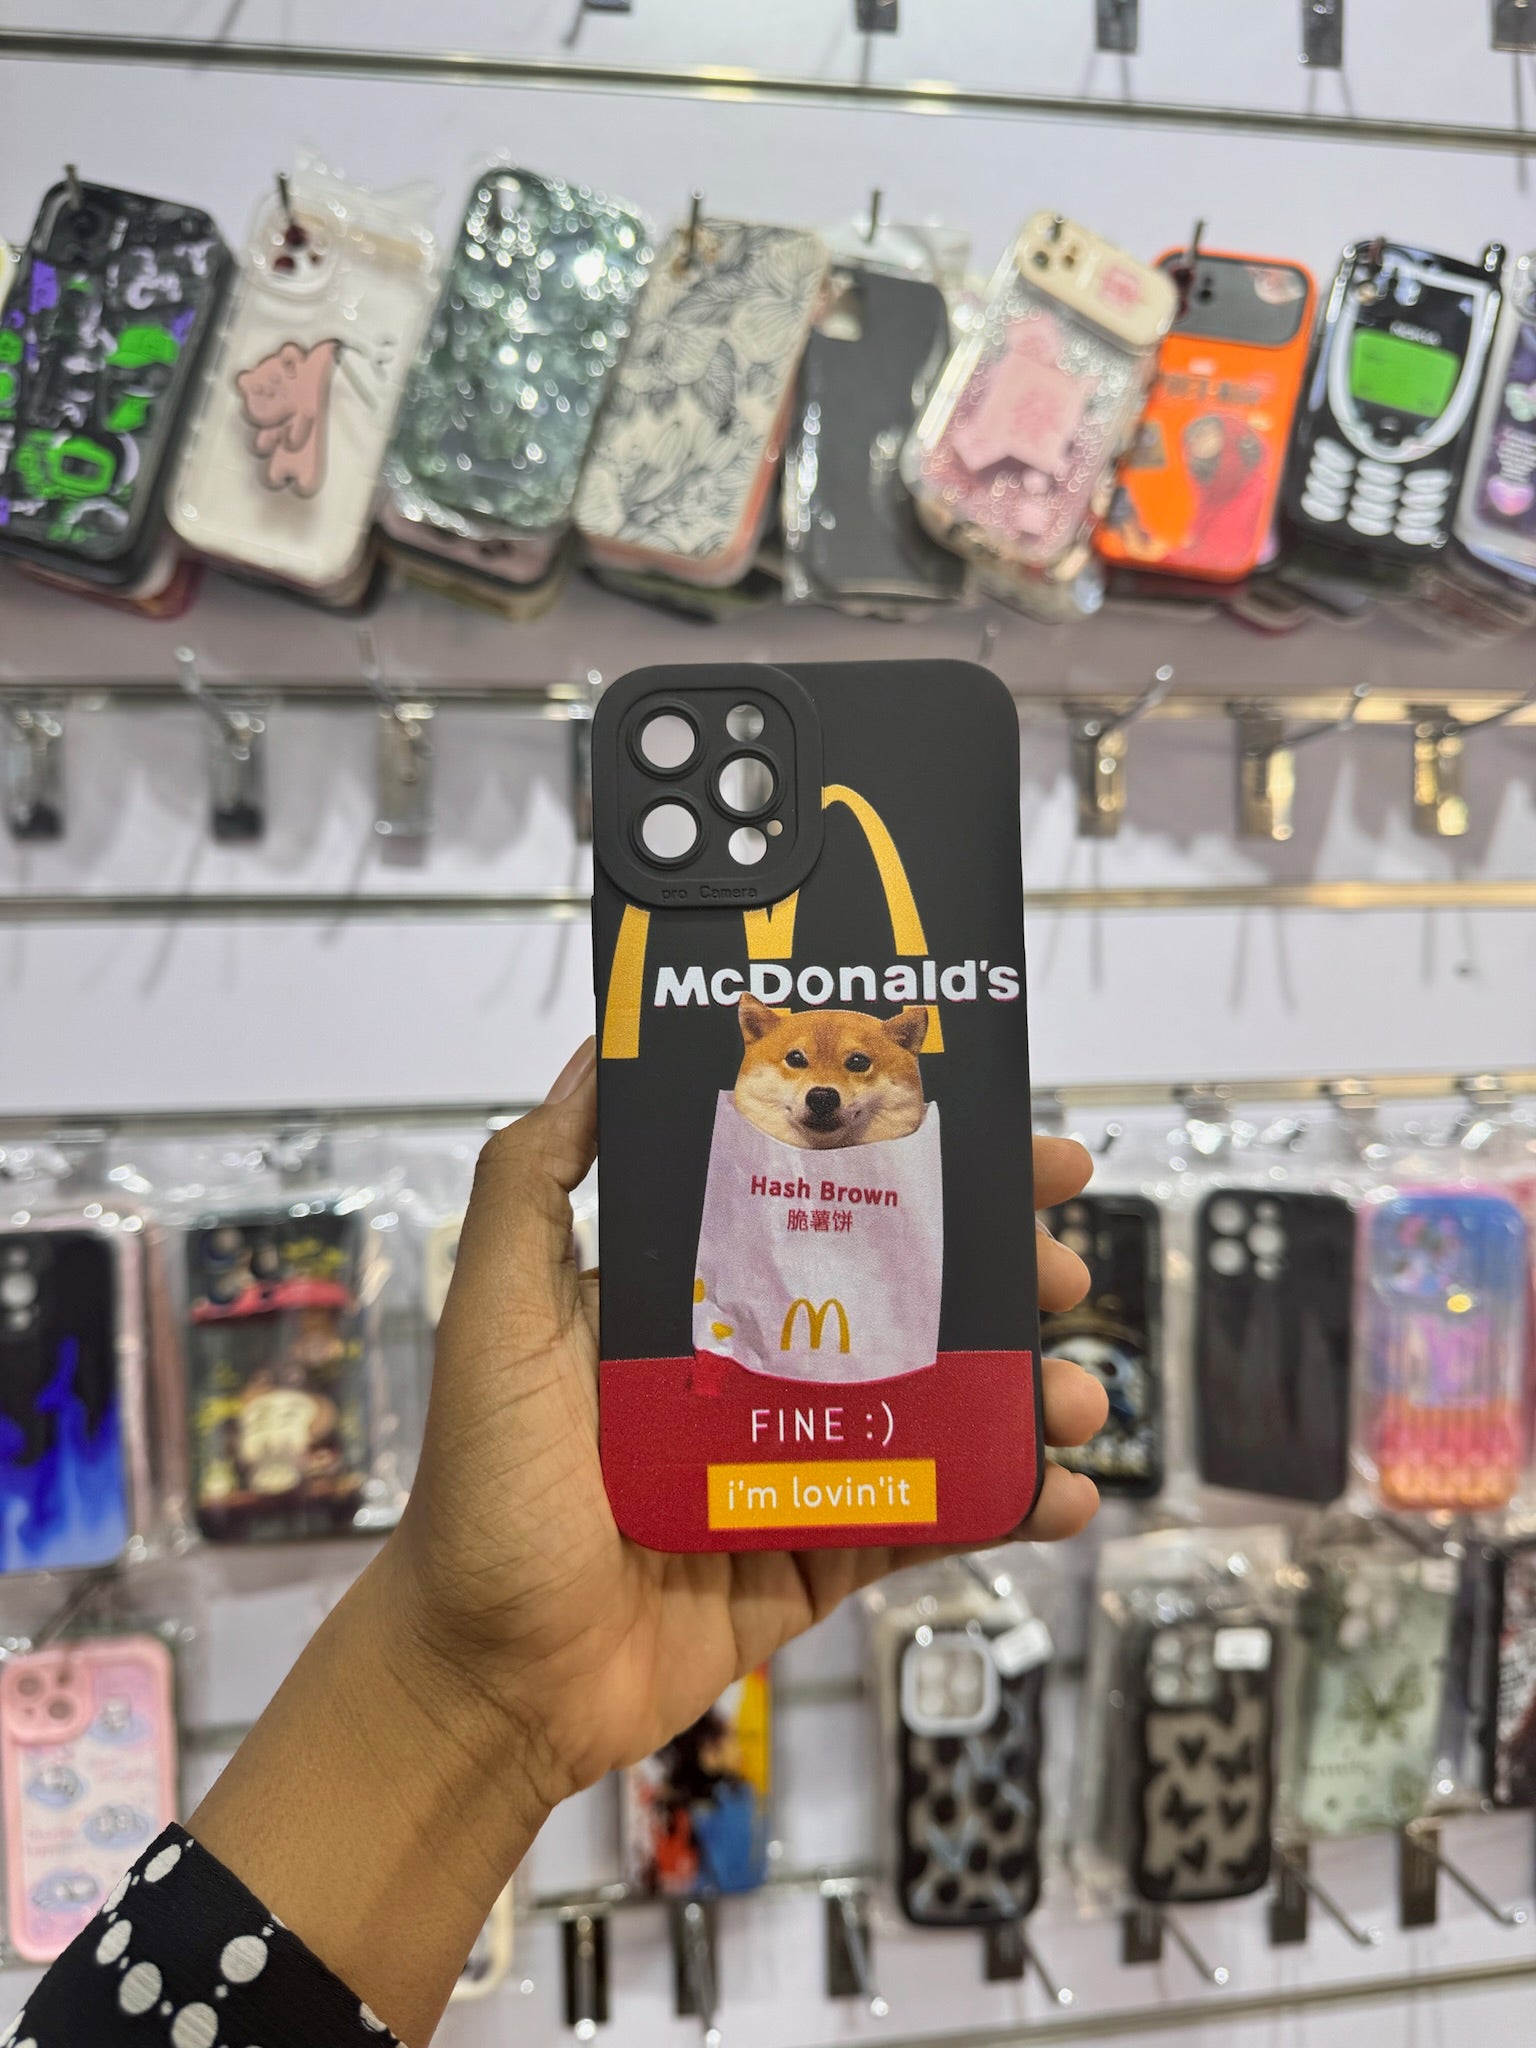 pro Camera
McDonald's
Hash Brown
脆薯饼
FINE :)
i'm lovin'it